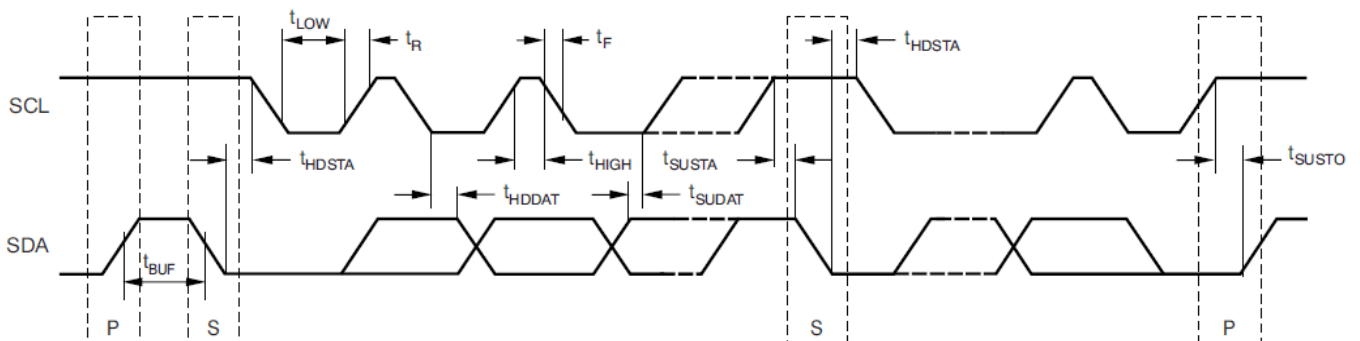 tLOW
tR
tF
tHDSTA
SCL
tHDSTA
tHIGH
tSUSTA
tSUSTO
tHDDAT
tSUDAT
SDA
tBUF
P
S
S
P